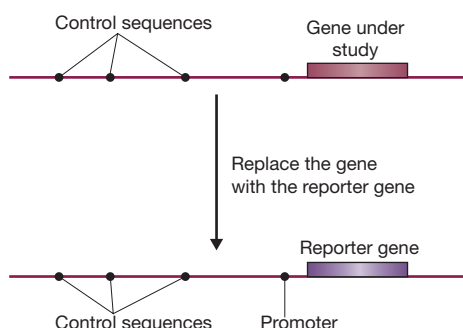 Control sequences
Gene under
study
Replace the gene
with the reporter gene
Reporter gene
Control sequences
Promoter